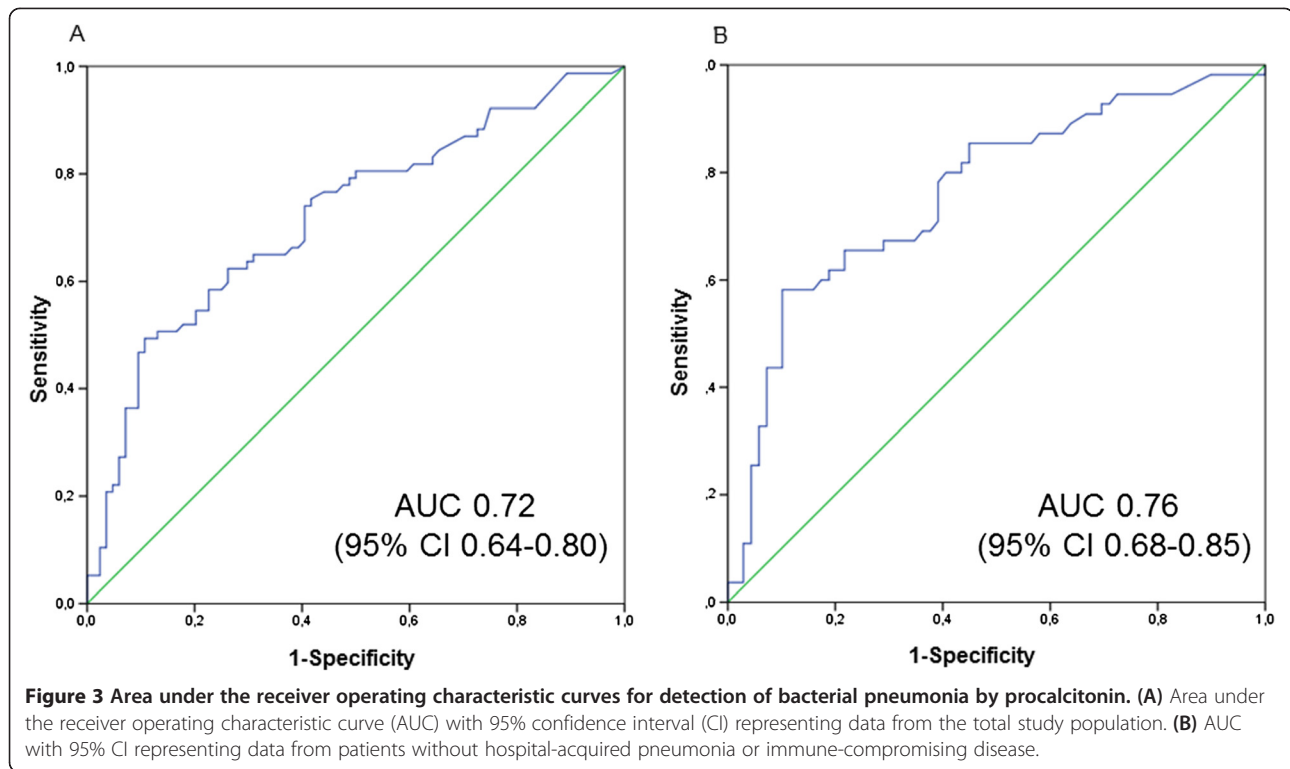 A
1,0
0,8
0,6
0,4
0,2
0,0
Sensitivity
0,0 0,2 0,4 0,6 0,8 1,0
1-Specificity
AUC 0.72
(95% CI 0.64-0.80)
B
,0
,8
,6
,4
,2
,0
Sensitivity
0,0 0,2 0,4 0,6 0,8 1,0
1-Specificity
AUC 0.76
(95% CI 0.68-0.85)
Figure 3 Area under the receiver operating characteristic curves for detection of bacterial pneumonia by procalcitonin. (A) Area under
the receiver operating characteristic curve (AUC) with 95% confidence interval (CI) representing data from the total study population. (B) AUC
with 95% CI representing data from patients without hospital-acquired pneumonia or immune-compromising disease.